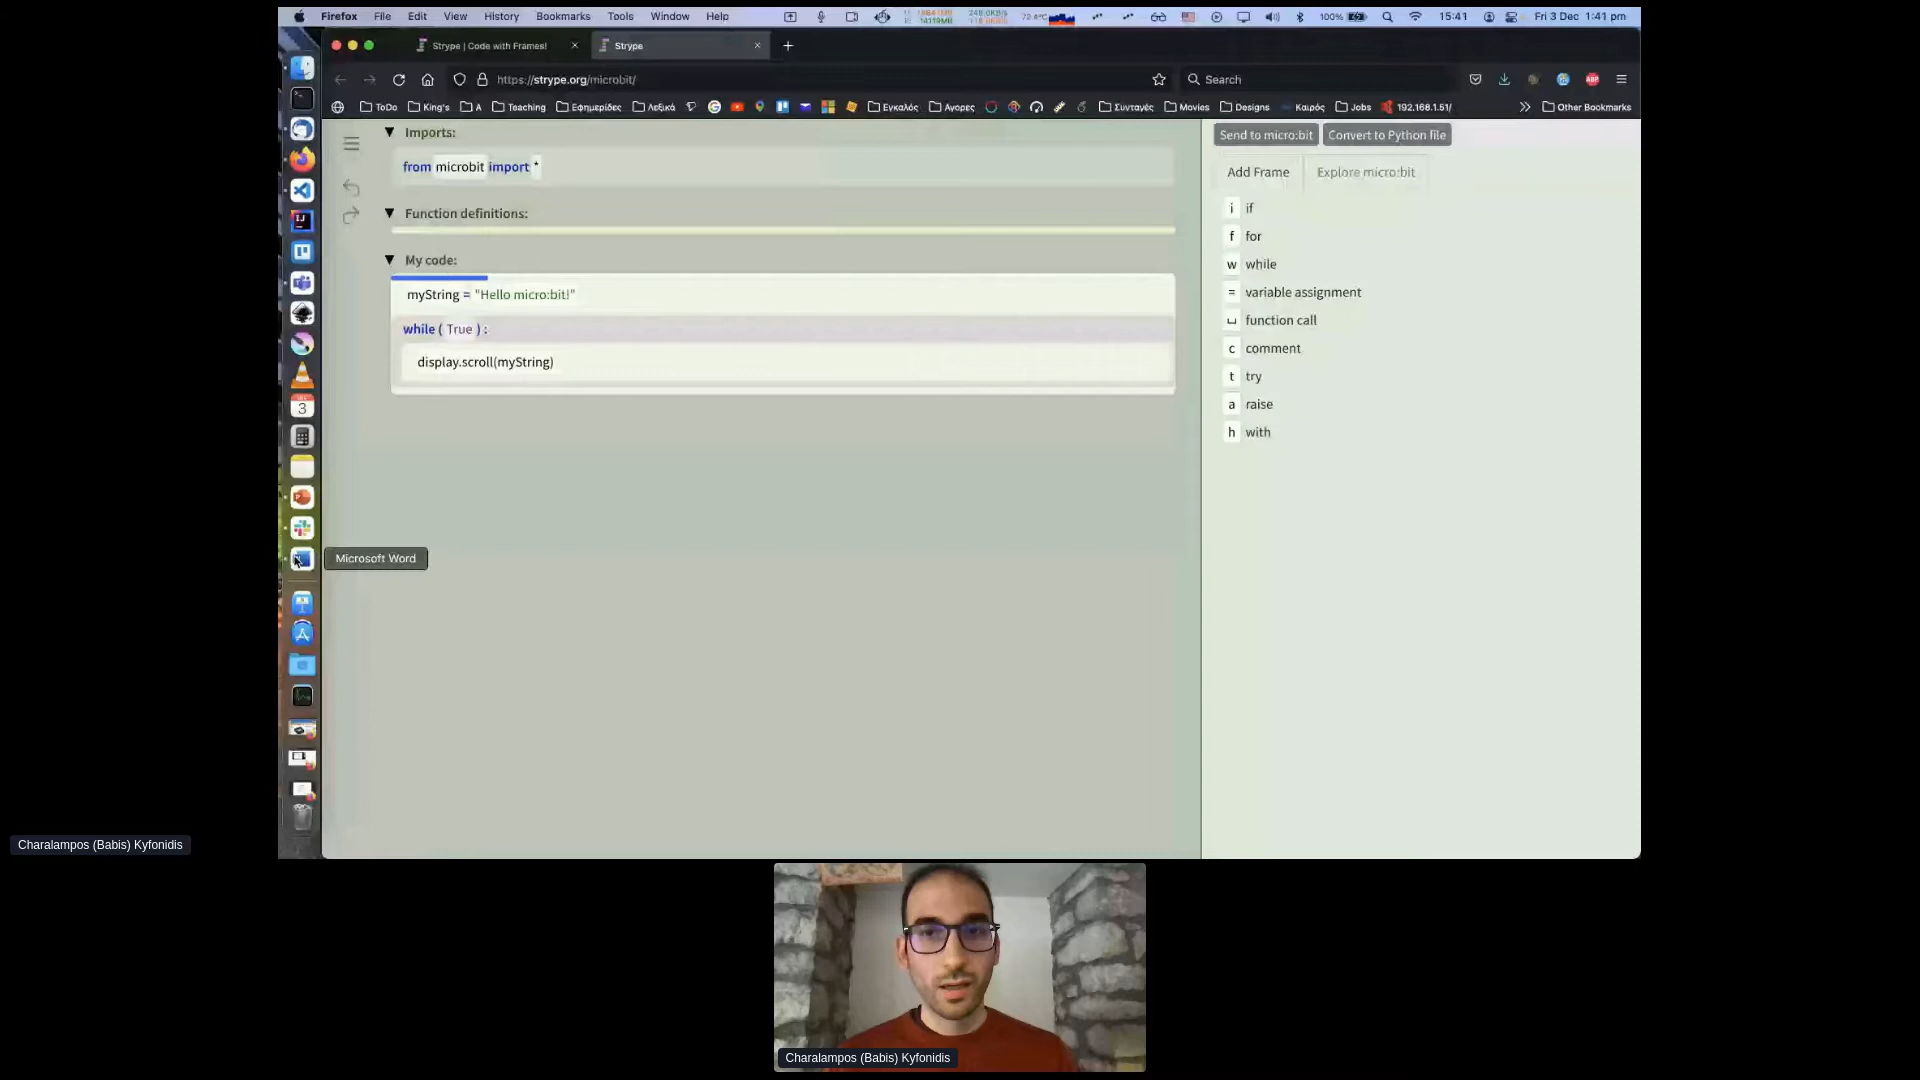 Firefox File Edit View History Bookmarks Tools Window Help 100% 15:41 Fri 3 Dec 1:41 pm
Strype | Code with Frames!
Strype
https://strype.org/microbit/
Search
ToDo King's A Teaching Εφημερίδες Λεξικά Εγκαλός Αγορες Συνταγές Movies Designs Καιρός Jobs 192.168.1.51/ Other Bookmarks
Imports:
from microbit import *
Function definitions:
My code:
myString = "Hello micro:bit!"
while ( True ) :
display.scroll(myString)
Send to micro:bit Convert to Python file
Add Frame Explore micro:bit
i if
f for
w while
= variable assignment
function call
c comment
t try
a raise
h with
3
Microsoft Word
Charalampos (Babis) Kyfonidis
Charalampos (Babis) Kyfonidis